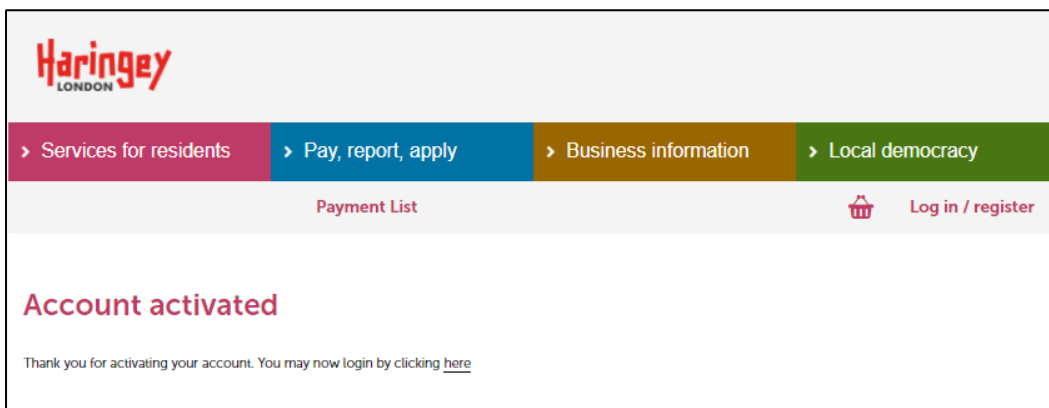 Haringey
LONDON
Services for residents
Pay, report, apply
Business information
Local democracy
Payment List
Log in / register
Account activated
Thank you for activating your account. You may now login by clicking here